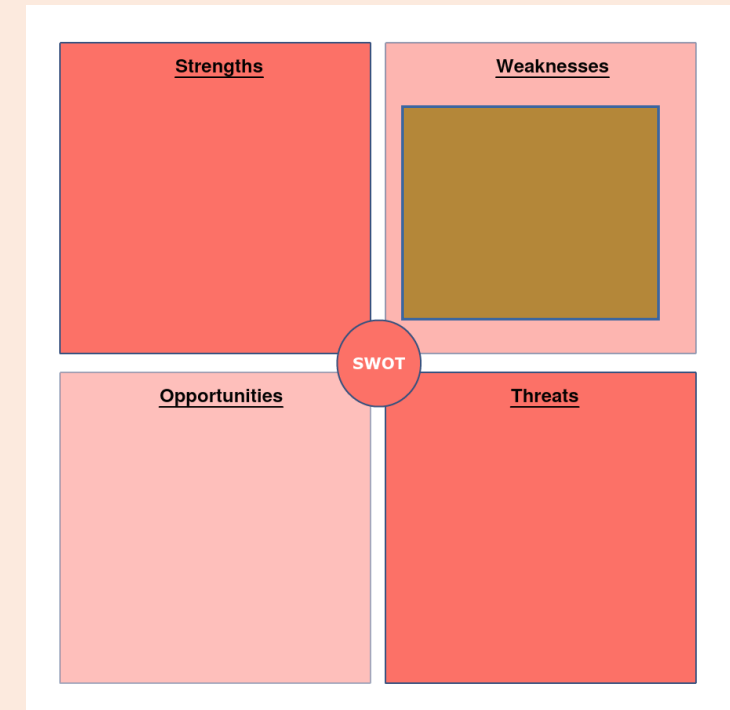 Strengths
Weaknesses
SWOT
Opportunities
Threats